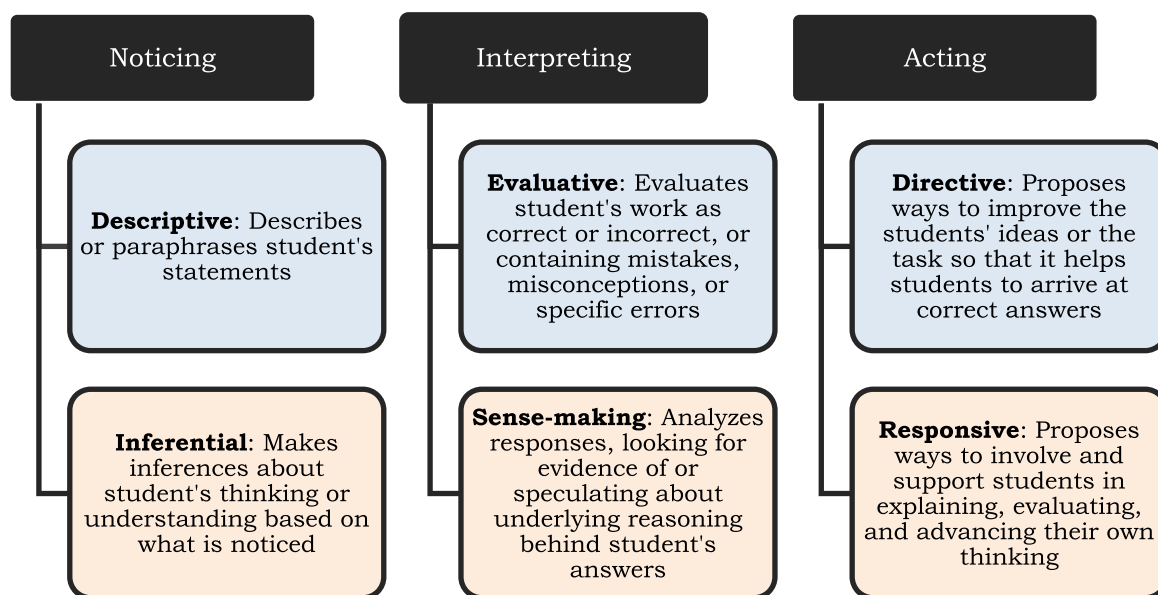 Noticing
Descriptive: Describes
or paraphrases student's
statements
Inferential: Makes
inferences about
student's thinking or
understanding based on
what is noticed
Interpreting
Evaluative: Evaluates
student's work as
correct or incorrect, or
containing mistakes,
misconceptions, or
specific errors
Sense-making: Analyzes
responses, looking for
evidence of or
speculating about
underlying reasoning
behind student's
answers
Acting
Directive: Proposes
ways to improve the
students' ideas or the
task so that it helps
students to arrive at
correct answers
Responsive: Proposes
ways to involve and
support students in
explaining, evaluating,
and advancing their own
thinking